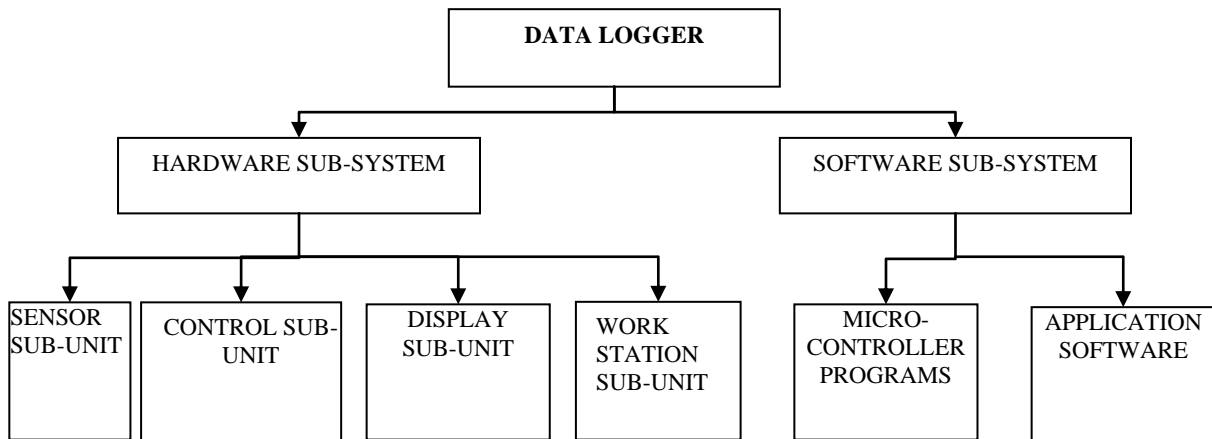 DATA LOGGER
HARDWARE SUB-SYSTEM
SOFTWARE SUB-SYSTEM
SENSOR
SUB-UNIT
CONTROL SUB-
UNIT
DISPLAY
SUB-UNIT
WORK
STATION
SUB-UNIT
MICRO-
CONTROLLER
PROGRAMS
APPLICATION
SOFTWARE